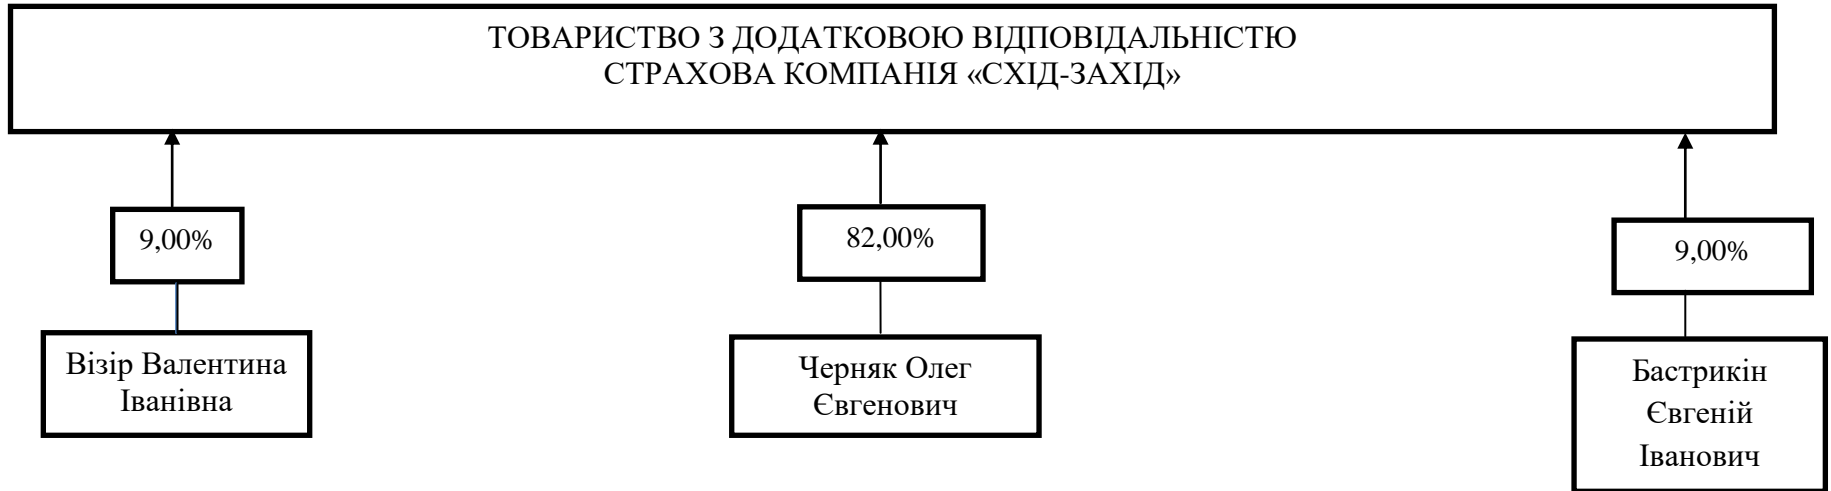 ТОВАРИСТВО З ДОДАТКОВОЮ ВІДПОВІДАЛЬНІСТЮ
СТРАХОВА КОМПАНІЯ «СХІД-ЗАХІД»
9,00%
82,00%
9,00%
Візір Валентина
Іванівна
Черняк Олег
Євгенович
Бастрикін
Євгеній
Іванович